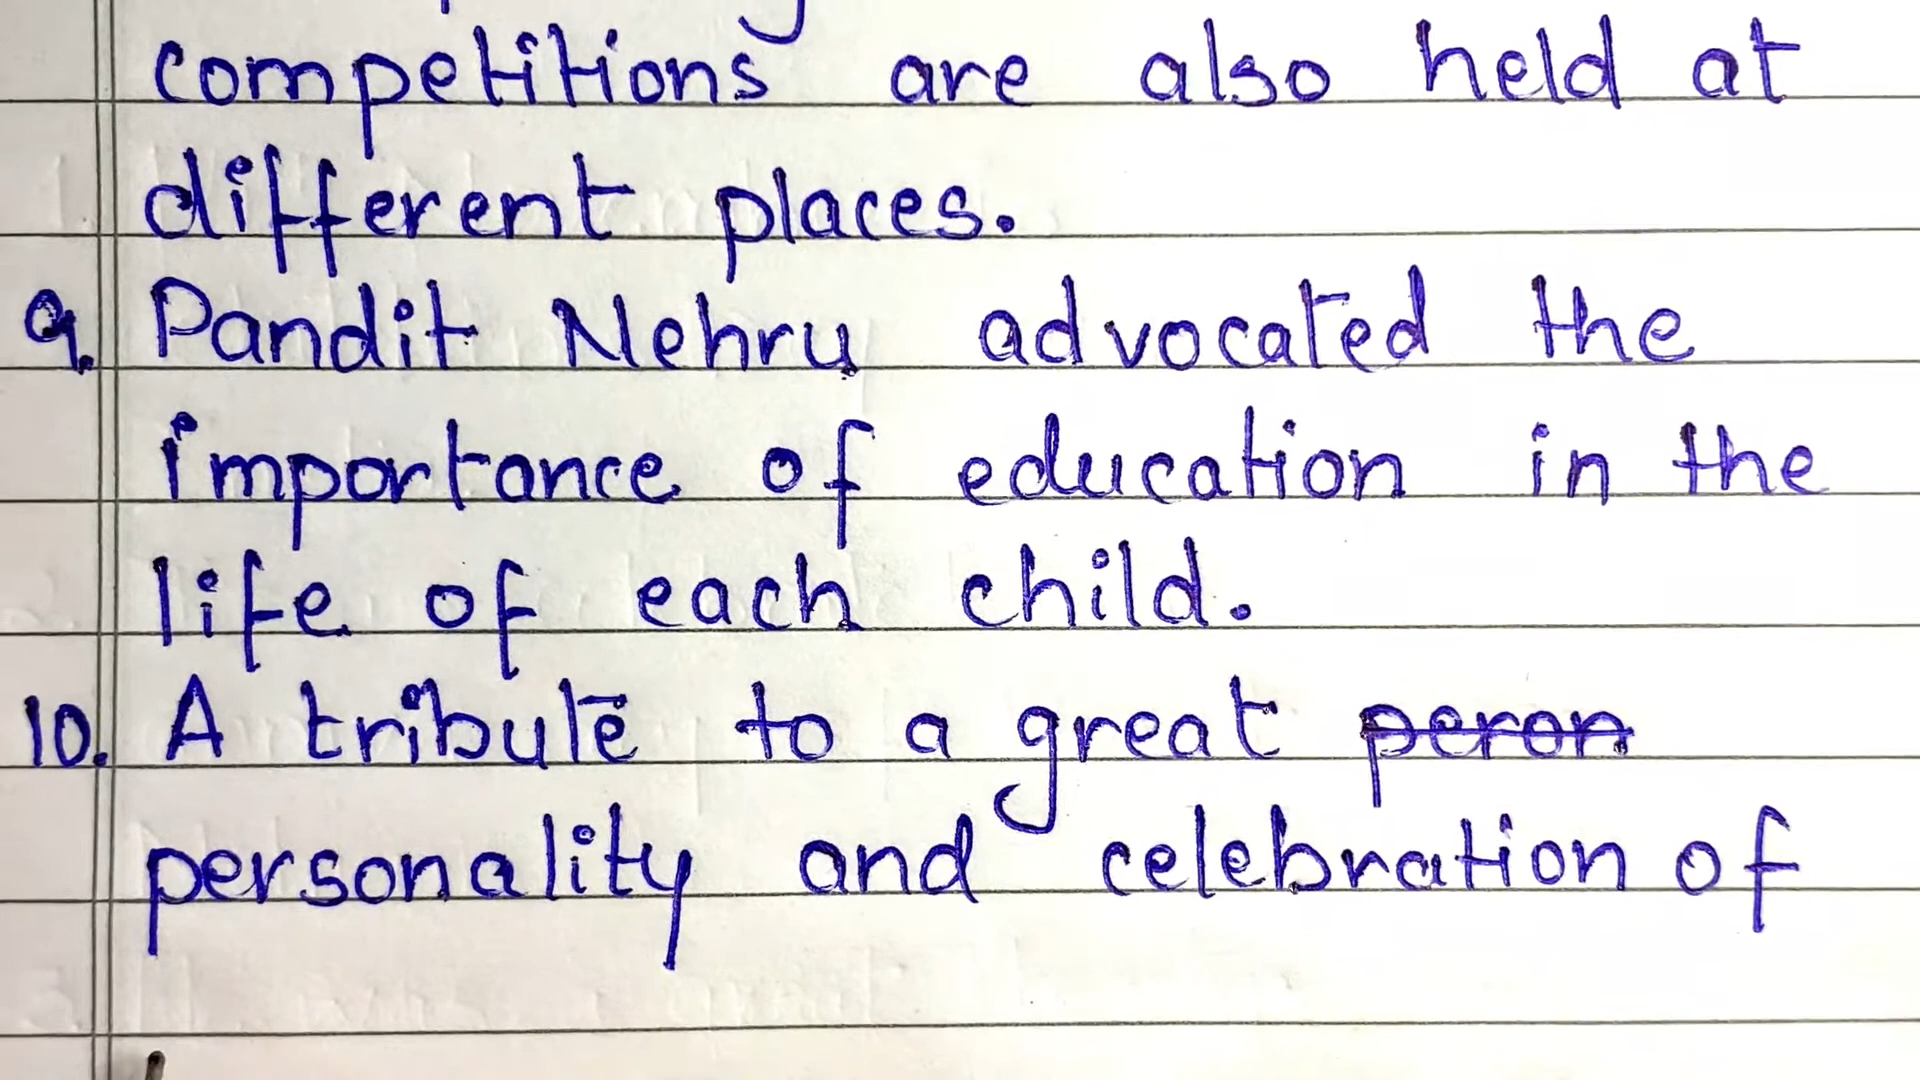 competitions are also held at
different places.
9. Pandit Nehru advocated the
importance of education in the
life of each child.
10. A tribute to a great peron
personality and celebration of